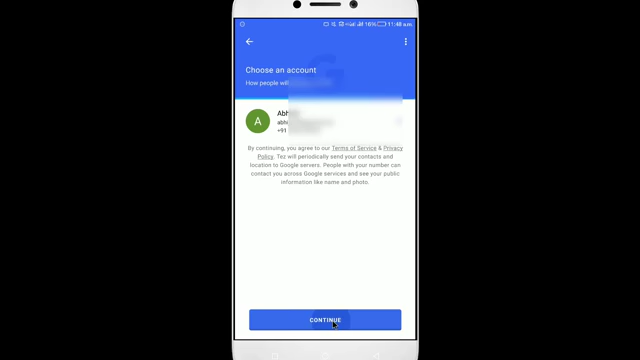 16% 11:48 am
Choose an account
How people will
A
Abh
+91
By continuing, you agree to our Terms of Service & Privacy
Policy. Tez will periodically send your contacts and
location to Google servers. People with your number can
contact you across Google services and see your public
information like name and photo.
CONTINUE